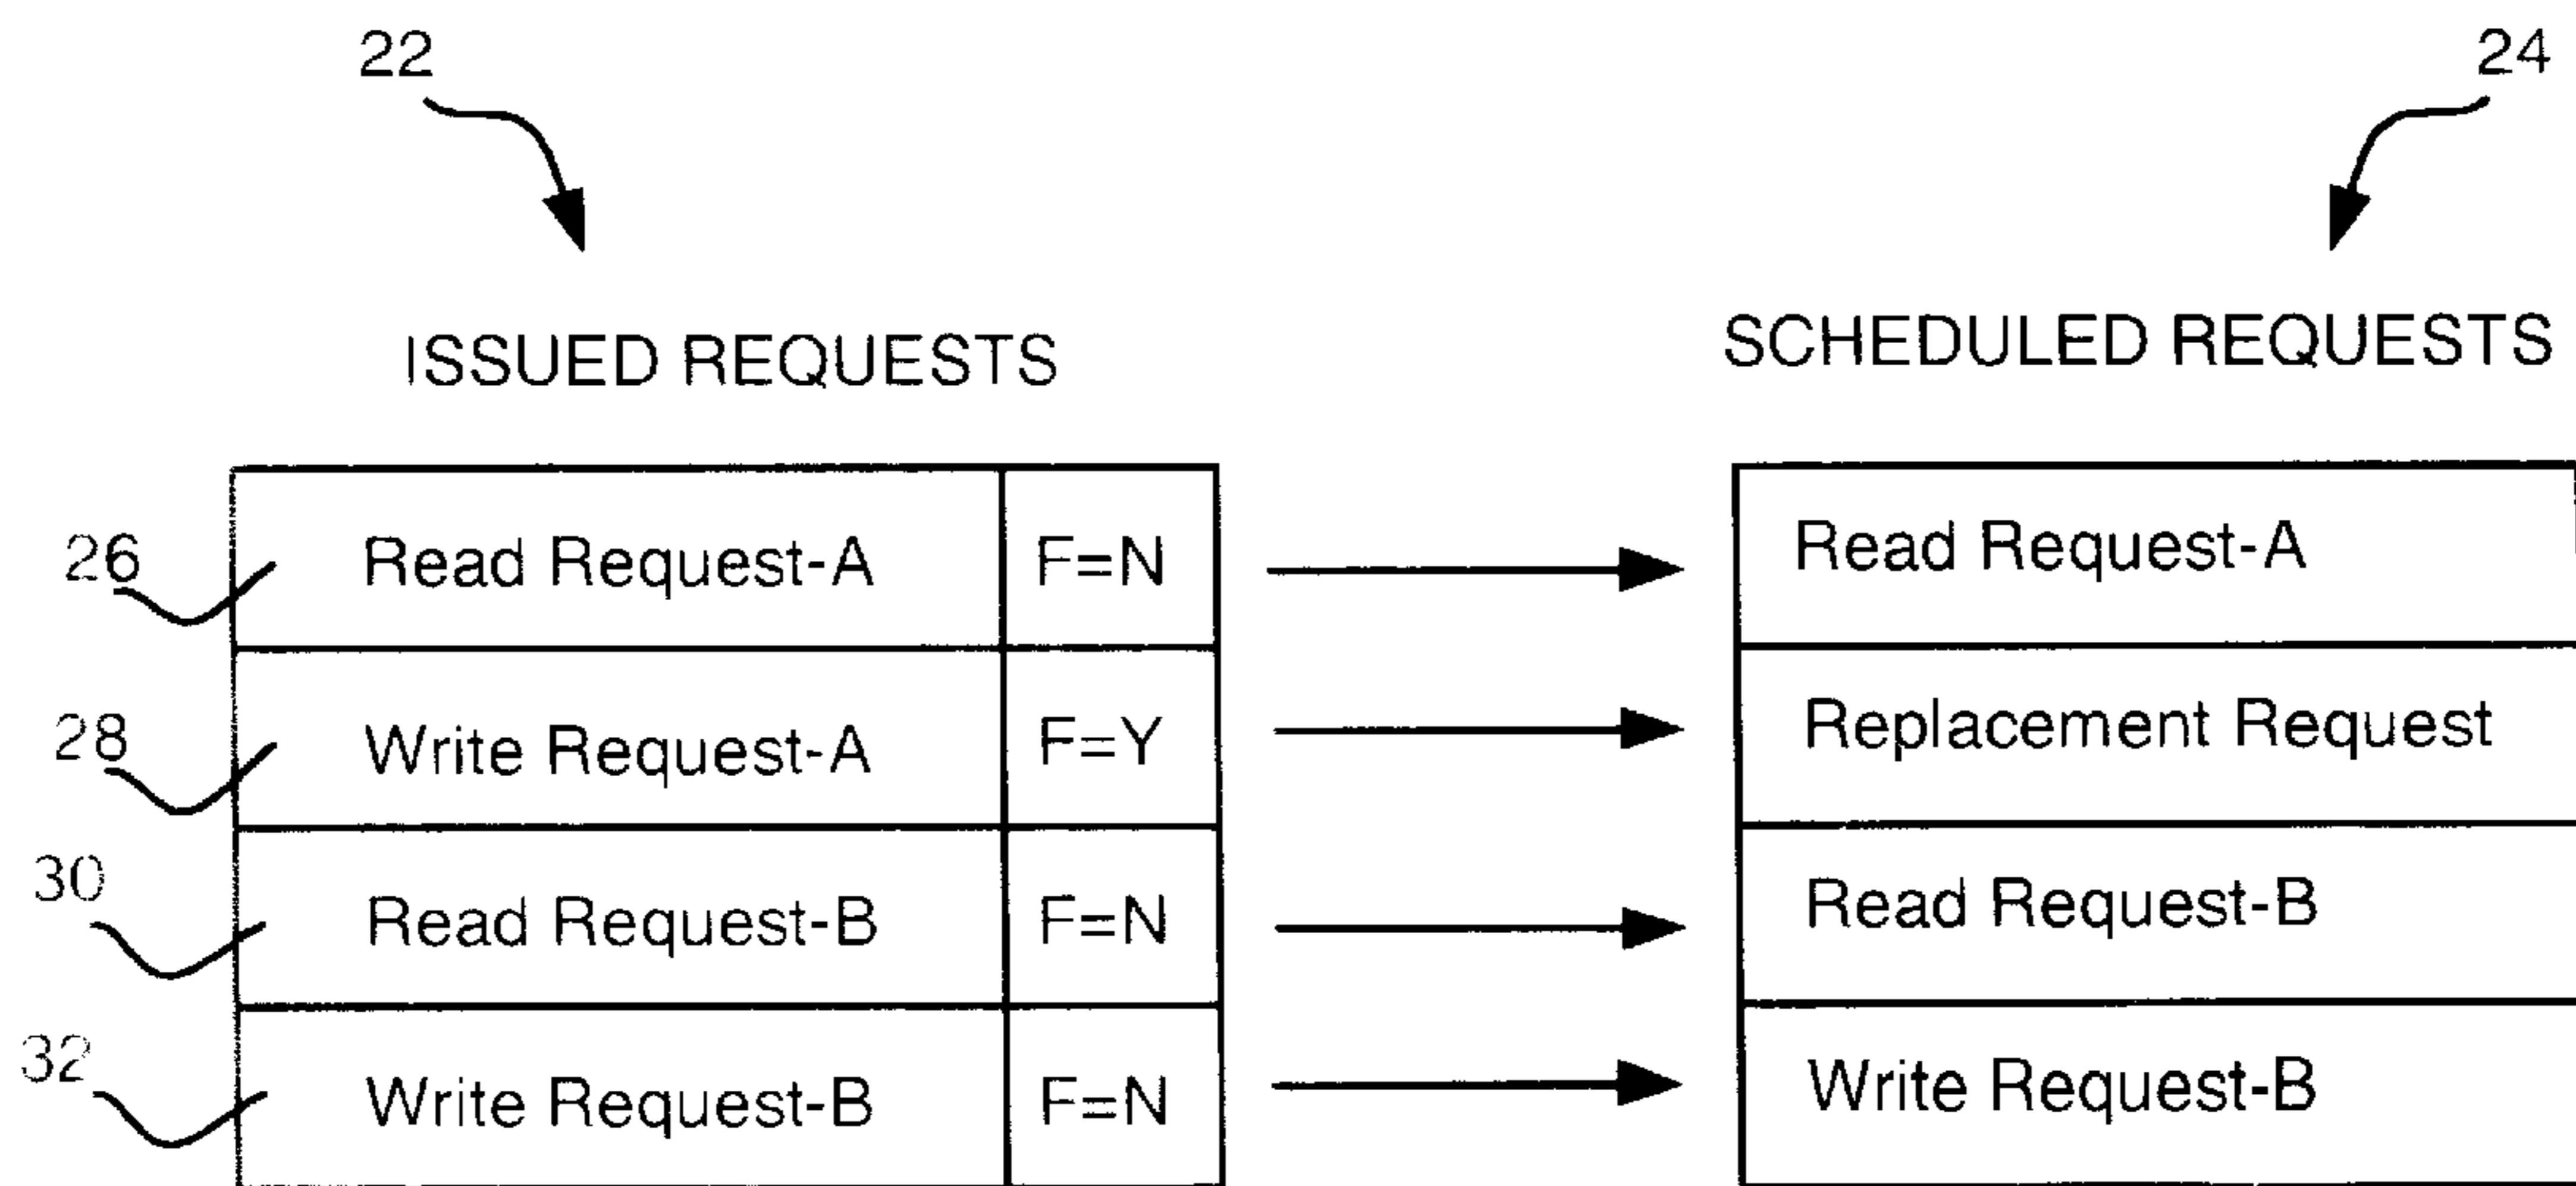 22
24
ISSUED REQUESTS
SCHEDULED REQUESTS
26
Read Request-A
F=N
Read Request-A
28
Write Request-A
F=Y
Replacement Request
30
Read Request-B
F=N
Read Request-B
32
Write Request-B
F=N
Write Request-B